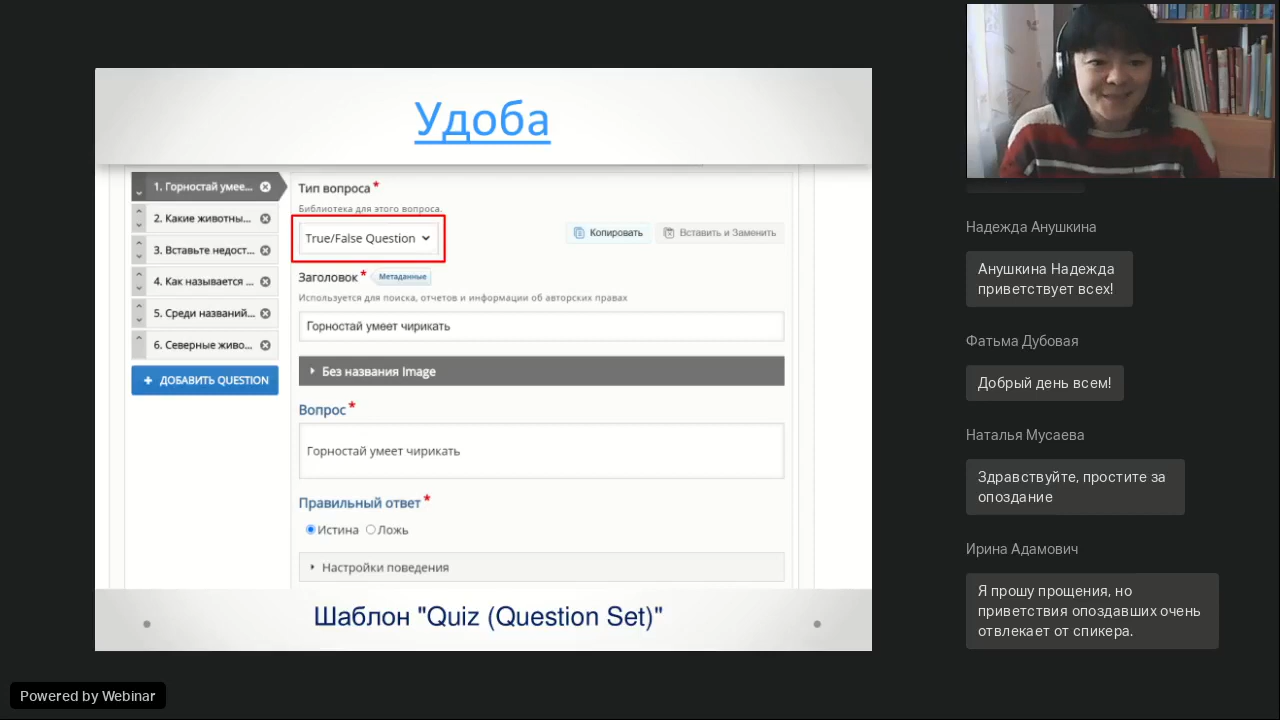 Удоба
1. Горностай умее...
2. Какие животны...
3. Вставьте недост...
4. Как называется ...
5. Среди названий...
6. Северные живо...
+ ДОБАВИТЬ QUESTION
Тип вопроса *
Библиотека для этого вопроса.
True/False Question
Копировать
Вставить и Заменить
Заголовок *
Метаданные
Используется для поиска, отчетов и информации об авторских правах
Горностай умеет чирикать
Без названия Image
Вопрос *
Горностай умеет чирикать
Правильный ответ *
Истина Ложь
Настройки поведения
Шаблон "Quiz (Question Set)"
Надежда Анушкина
Анушкина Надежда
приветствует всех!
Фатьма Дубовая
Добрый день всем!
Наталья Мусаева
Здравствуйте, простите за
опоздание
Ирина Адамович
Я прошу прощения, но
приветствия опоздавших очень
отвлекает от спикера.
Powered by Webinar